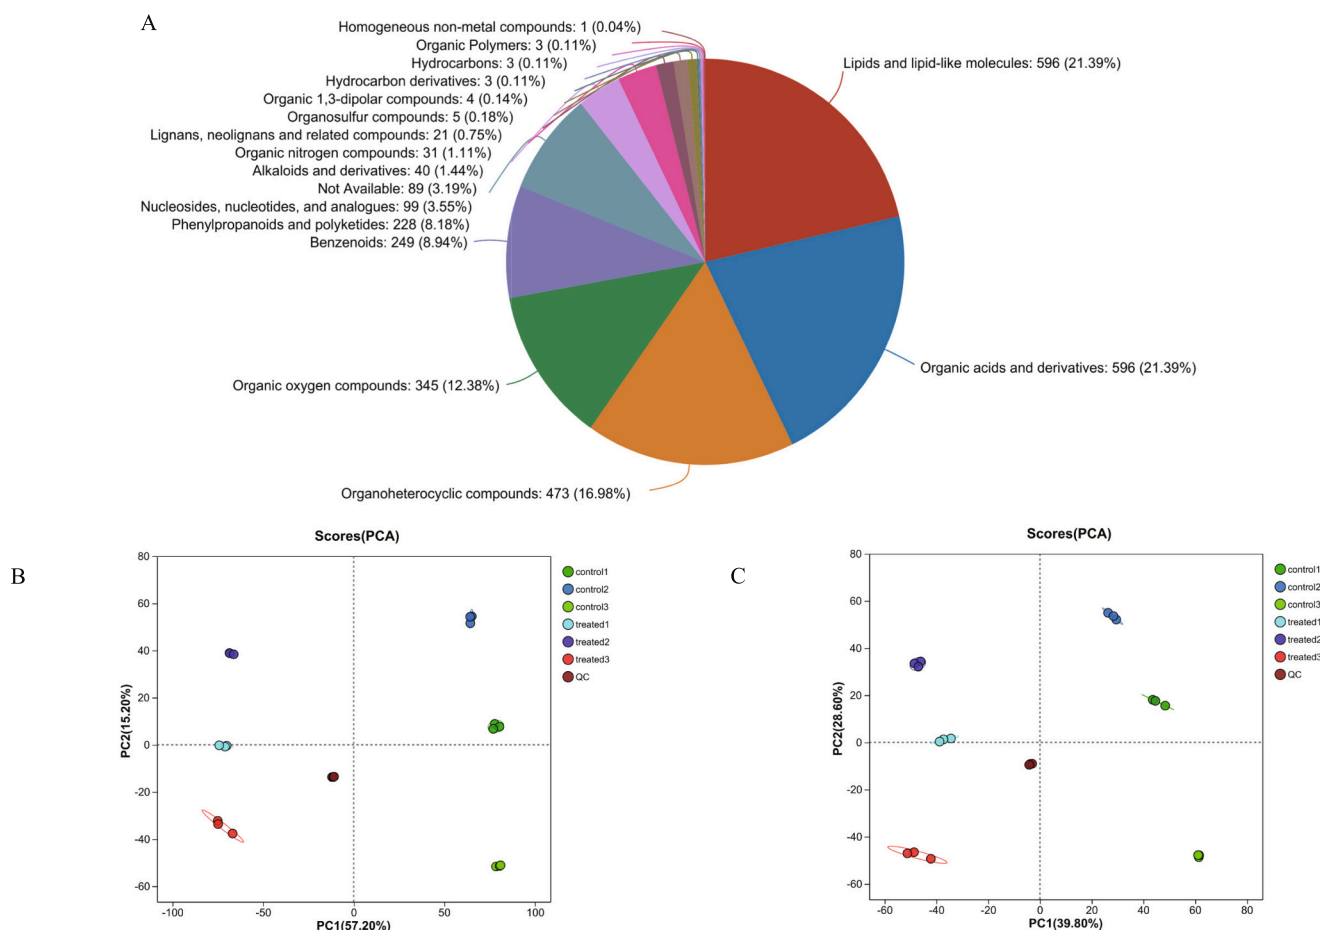 A
Homogeneous non-metal compounds: 1 (0.04%)
Organic Polymers: 3 (0.11%)
Hydrocarbons: 3 (0.11%)
Hydrocarbon derivatives: 3 (0.11%)
Organic 1,3-dipolar compounds: 4 (0.14%)
Organosulfur compounds: 5 (0.18%)
Lignans, neolignans and related compounds: 21 (0.75%)
Organic nitrogen compounds: 31 (1.11%)
Alkaloids and derivatives: 40 (1.44%)
Not Available: 89 (3.19%)
Nucleosides, nucleotides, and analogues: 99 (3.55%)
Phenylpropanoids and polyketides: 228 (8.18%)
Benzenoids: 249 (8.94%)
Lipids and lipid-like molecules: 596 (21.39%)
Organic acids and derivatives: 596 (21.39%)
Organic oxygen compounds: 345 (12.38%)
Organoheterocyclic compounds: 473 (16.98%)
B
Scores(PCA)
PC2(15.20%)
80
60
40
20
0
-20
-40
-60
-100
-50
0
50
100
PC1(57.20%)
control1
control2
control3
treated1
treated2
treated3
QC
C
Scores(PCA)
PC2(28.60%)
80
60
40
20
0
-20
-40
-60
-60
-40
-20
0
20
40
60
80
PC1(39.80%)
control1
control2
control3
treated1
treated2
treated3
QC